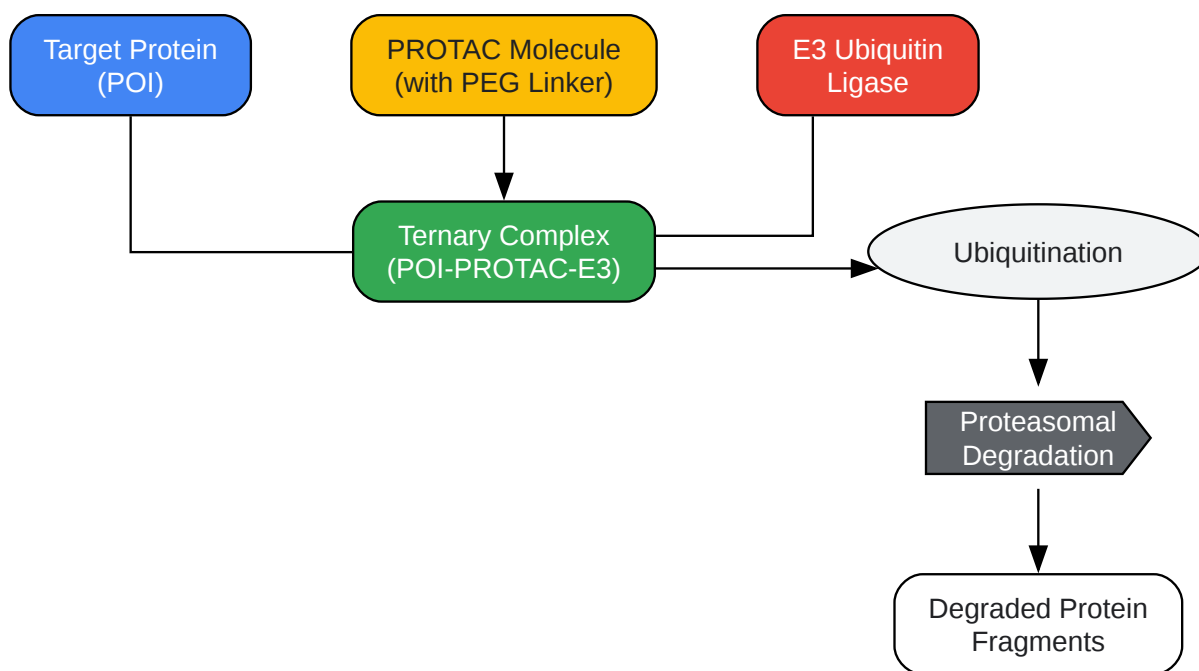 Target Protein
(POI)
PROTAC Molecule
(with PEG Linker)
E3 Ubiquitin
Ligase
Ternary Complex
(POI-PROTAC-E3)
Ubiquitination
Proteasomal
Degradation
Degraded Protein
Fragments